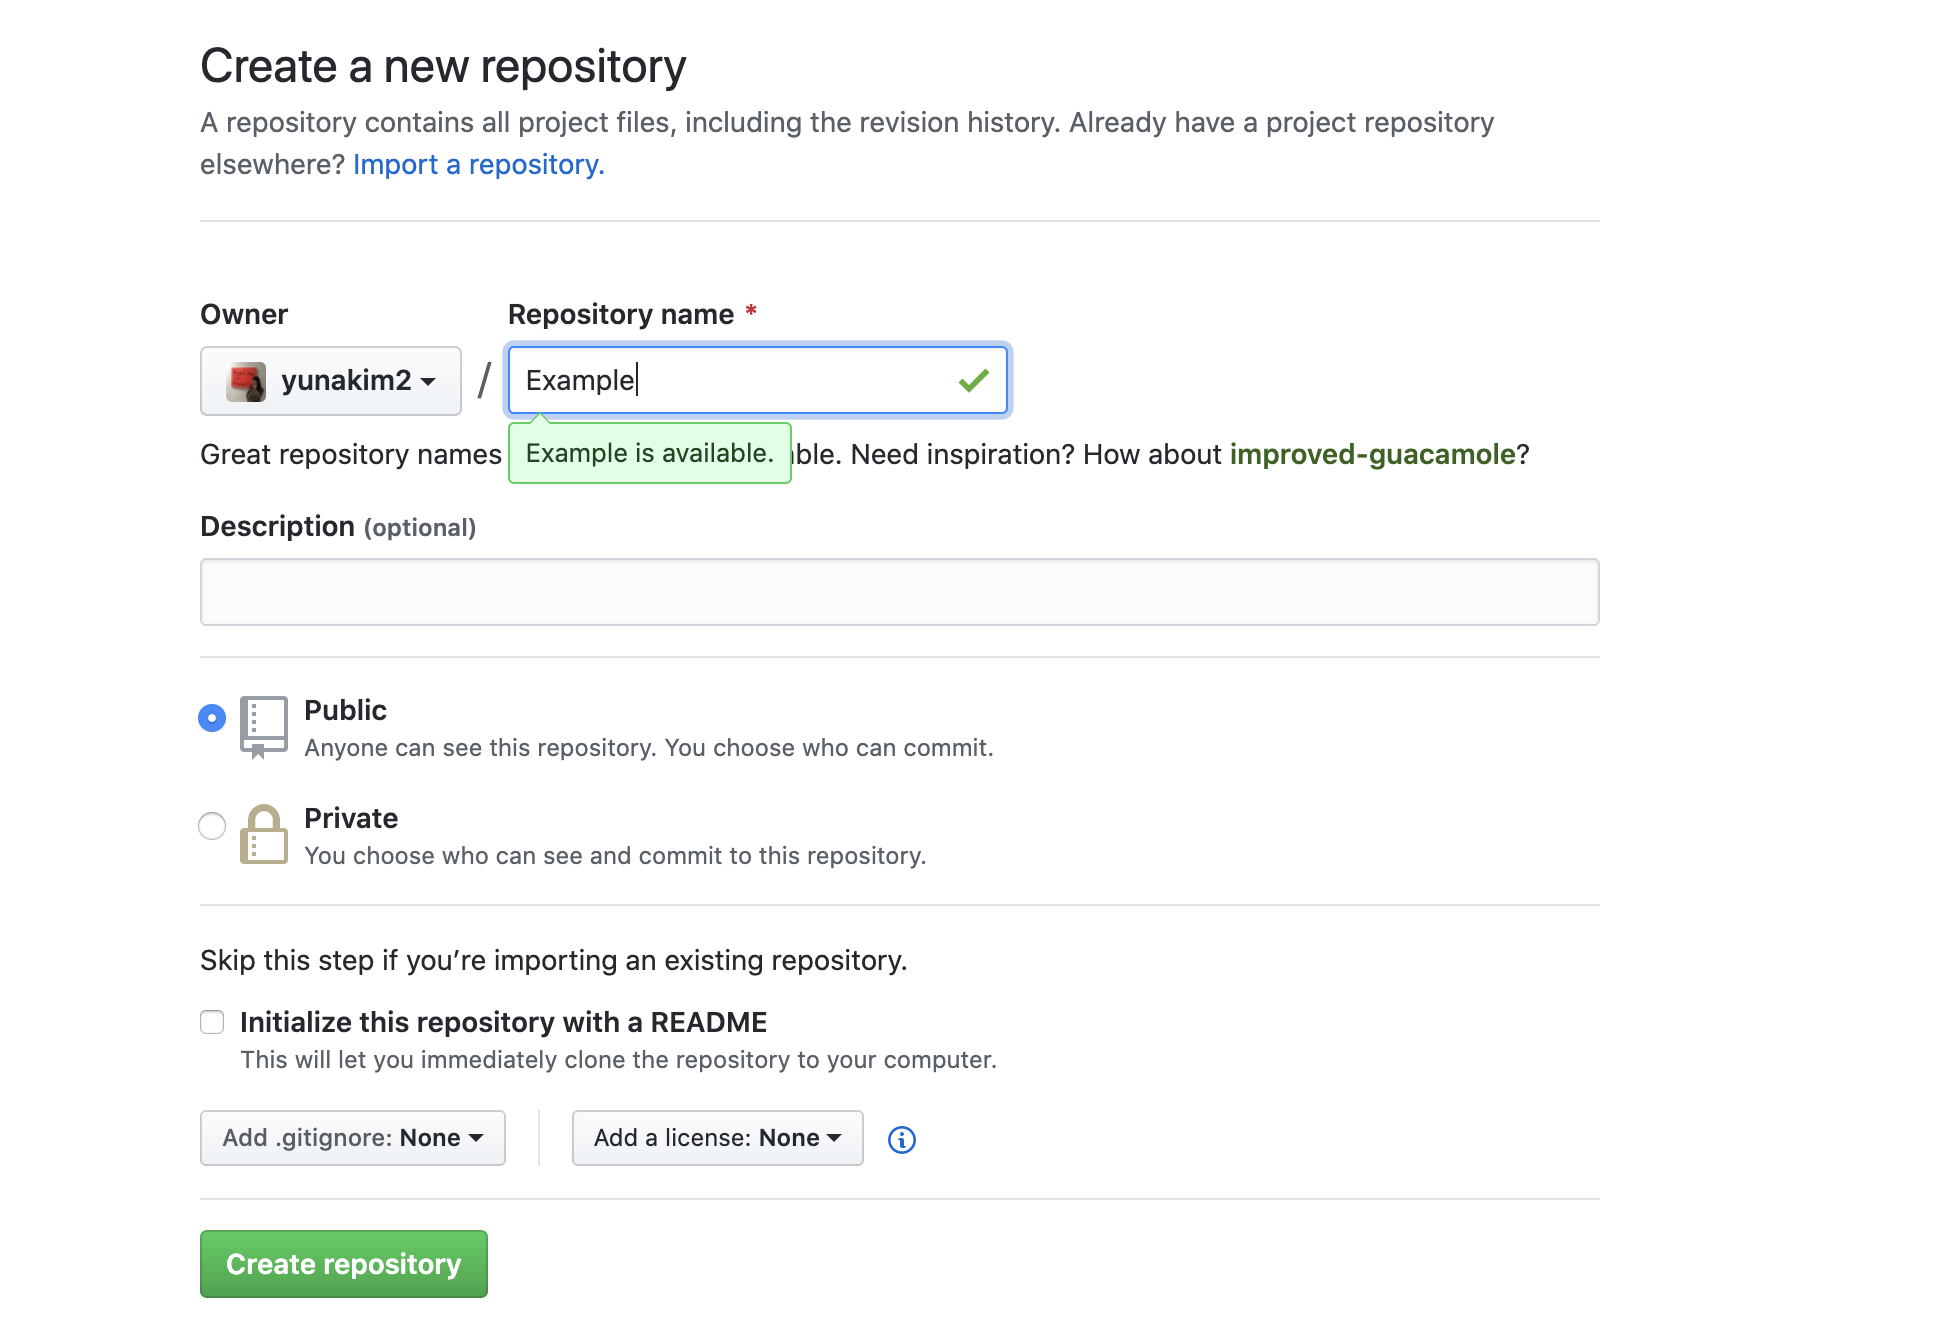 Create a new repository
A repository contains all project files, including the revision history. Already have a project repository
elsewhere? Import a repository.
Owner
Repository name *
yunakim2
/
Example
Great repository names
Example is available.
ble. Need inspiration? How about improved-guacamole?
Description (optional)
Public
Anyone can see this repository. You choose who can commit.
Private
You choose who can see and commit to this repository.
Skip this step if you’re importing an existing repository.
Initialize this repository with a README
This will let you immediately clone the repository to your computer.
Add .gitignore: None
Add a license: None
Create repository